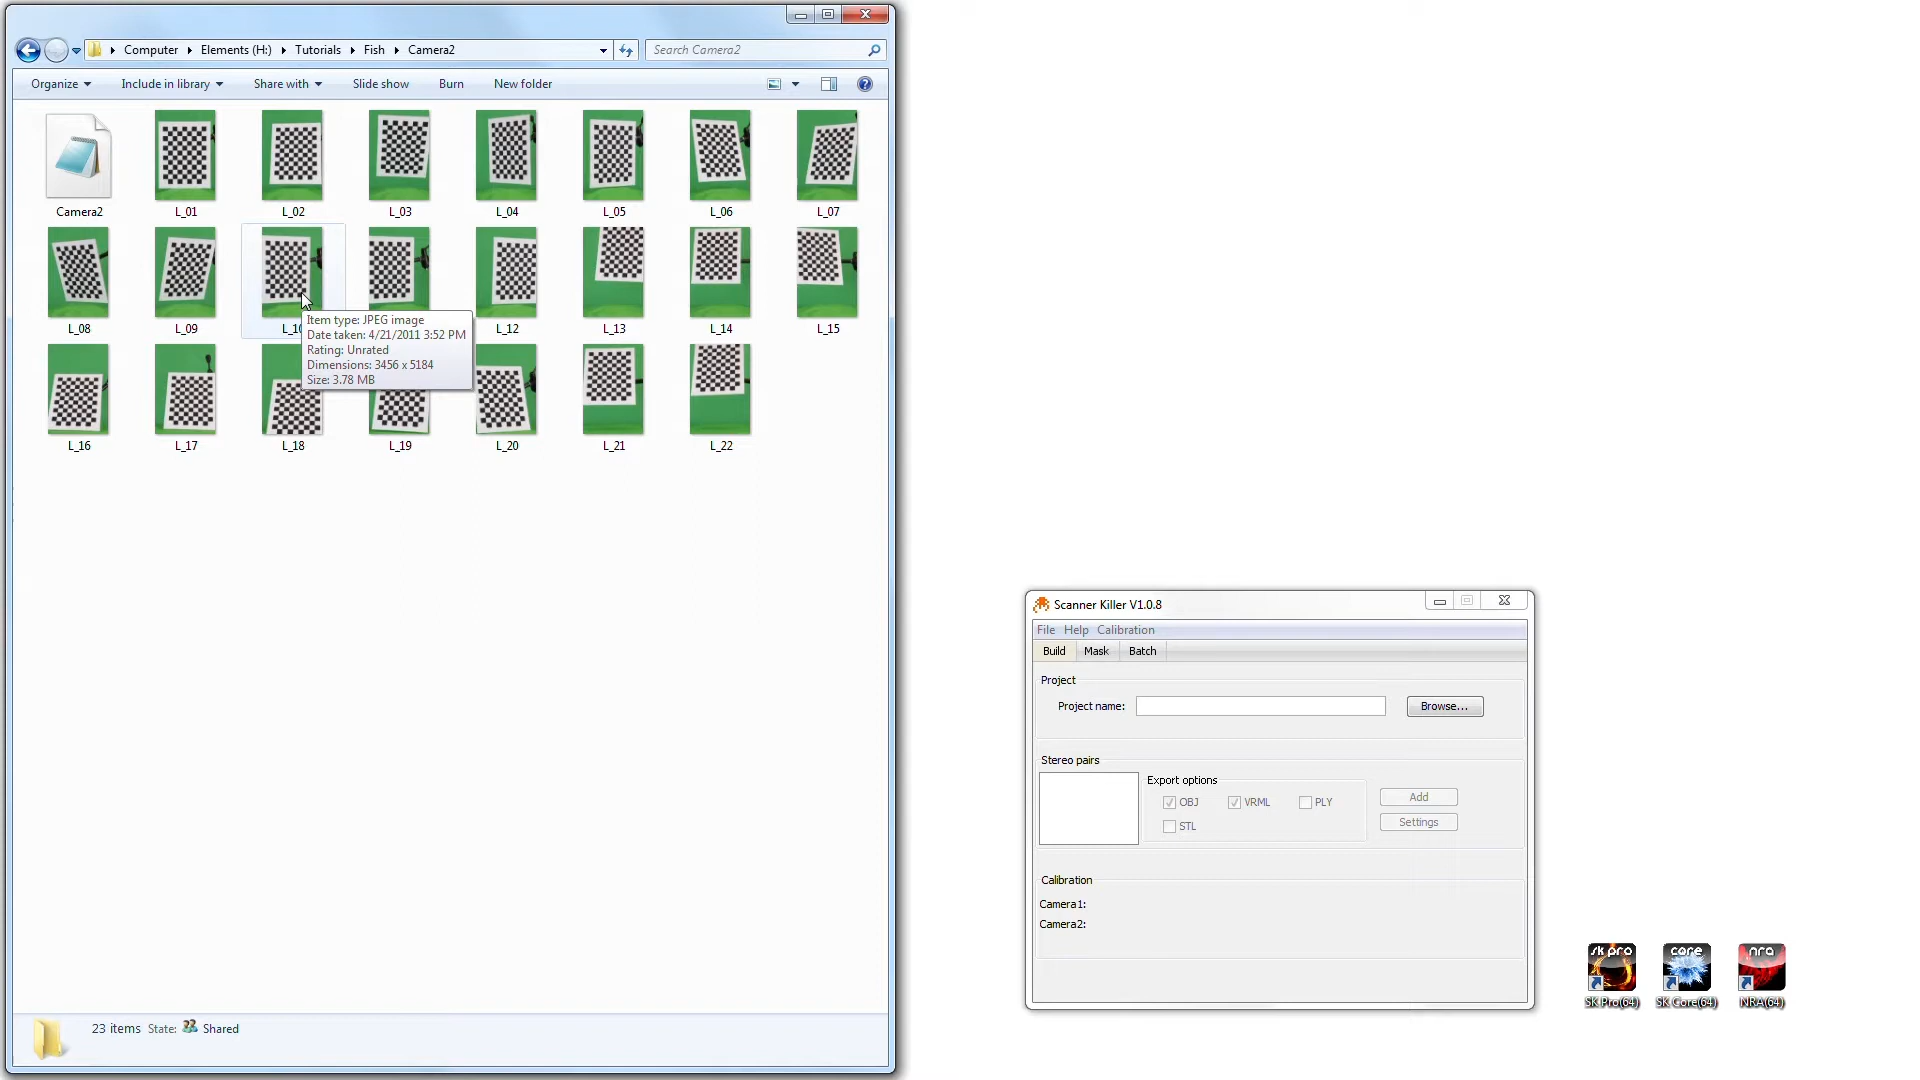 Computer Elements (H:) Tutorials Fish Camera2
Search Camera2
Organize Include in library Share with Slide show Burn New folder
Camera2 L_01 L_02 L_03 L_04 L_05 L_06 L_07
L_08 L_09 L_10 L_12 L_13 L_14 L_15
Item type: JPEG image
Date taken: 4/21/2011 3:52 PM
Rating: Unrated
Dimensions: 3456 x 5184
Size: 3.78 MB
L_16 L_17 L_18 L_19 L_20 L_21 L_22
23 items State: Shared
Scanner Killer V1.0.8
File Help Calibration
Build Mask Batch
Project
Project name: Browse...
Stereo pairs
Export options
OBJ VRML PLY
STL
Add
Settings
Calibration
Camera1:
Camera2:
sk pro core nra
SK Pro(64) SK Core(64) NRA(64)